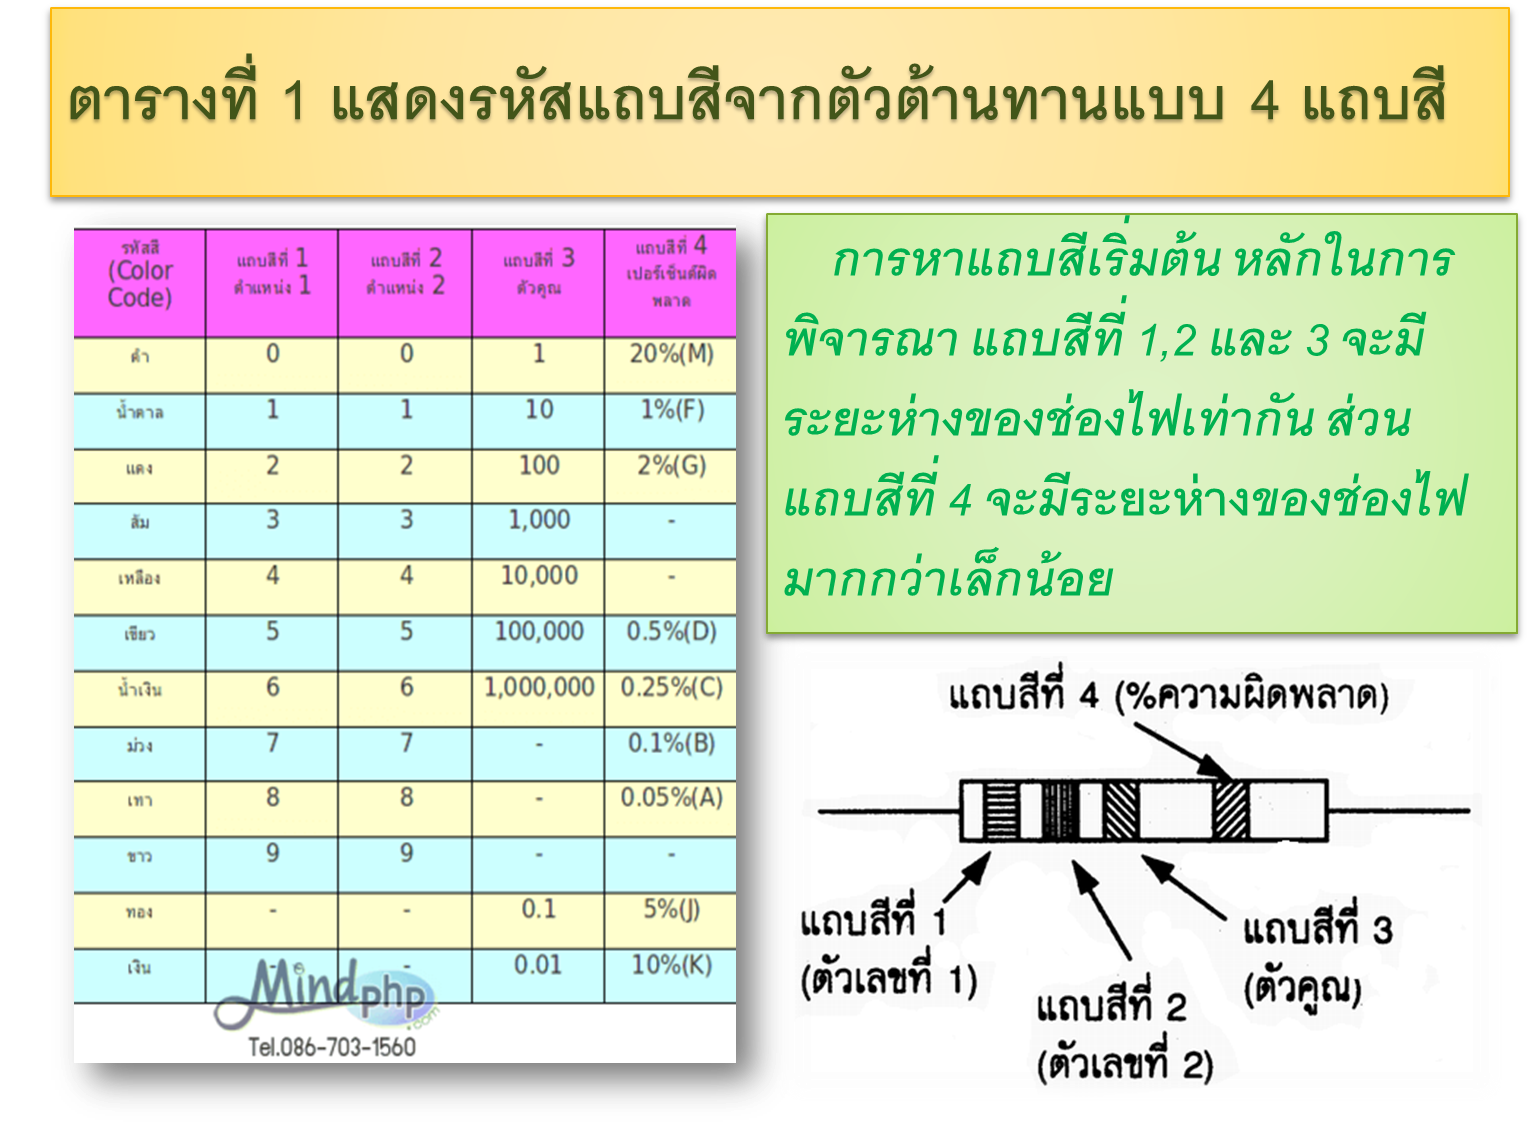 ตารางที่ 1 แสดงรหัสแถบสีจากตัวต้านทานแบบ 4 แถบสี
รหัสสี (Color Code) แถบสีที่ 1 ตำแหน่ง 1 แถบสีที่ 2 ตำแหน่ง 2 แถบสีที่ 3 ตัวคูณ แถบสีที่ 4 เปอร์เซ็นต์ผิดพลาด
ดำ 0 0 1 20%(M)
น้ำตาล 1 1 10 1%(F)
แดง 2 2 100 2%(G)
ส้ม 3 3 1,000 -
เหลือง 4 4 10,000 -
เขียว 5 5 100,000 0.5%(D)
น้ำเงิน 6 6 1,000,000 0.25%(C)
ม่วง 7 7 - 0.1%(B)
เทา 8 8 - 0.05%(A)
ขาว 9 9 - -
ทอง - - 0.1 5%(J)
เงิน - - 0.01 10%(K)
Mindphp.com
Tel.086-703-1560
การหาแถบสีเริ่มต้น หลักในการ
พิจารณา แถบสีที่ 1,2 และ 3 จะมี
ระยะห่างของช่องไฟเท่ากัน ส่วน
แถบสีที่ 4 จะมีระยะห่างของช่องไฟ
มากกว่าเล็กน้อย
แถบสีที่ 4 (%ความผิดพลาด)
แถบสีที่ 1
(ตัวเลขที่ 1)
แถบสีที่ 2
(ตัวเลขที่ 2)
แถบสีที่ 3
(ตัวคูณ)